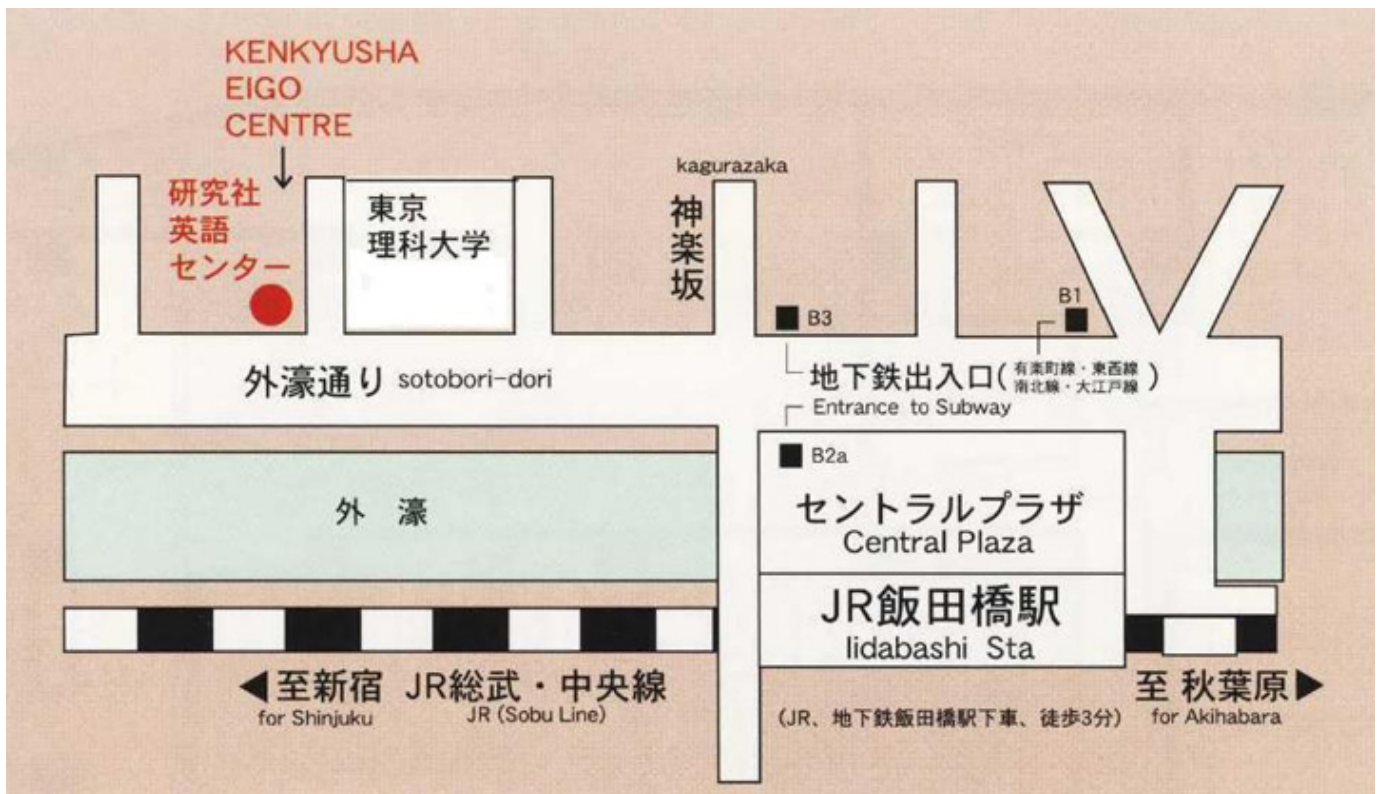 KENKYUSHA
EIGO
CENTRE
研究社
英語
センター
東京
理科大学
kagurazaka
神楽坂
B3
B1
外濠通り sotobori-dori
地下鉄出入口(有楽町線・東西線
南北線・大江戸線)
Entrance to Subway
B2a
外 濠
セントラルプラザ
Central Plaza
JR飯田橋駅
Iidabashi Sta
至新宿 JR総武・中央線
for Shinjuku JR (Sobu Line)
至 秋葉原
for Akihabara
(JR、地下鉄飯田橋駅下車、徒歩3分)